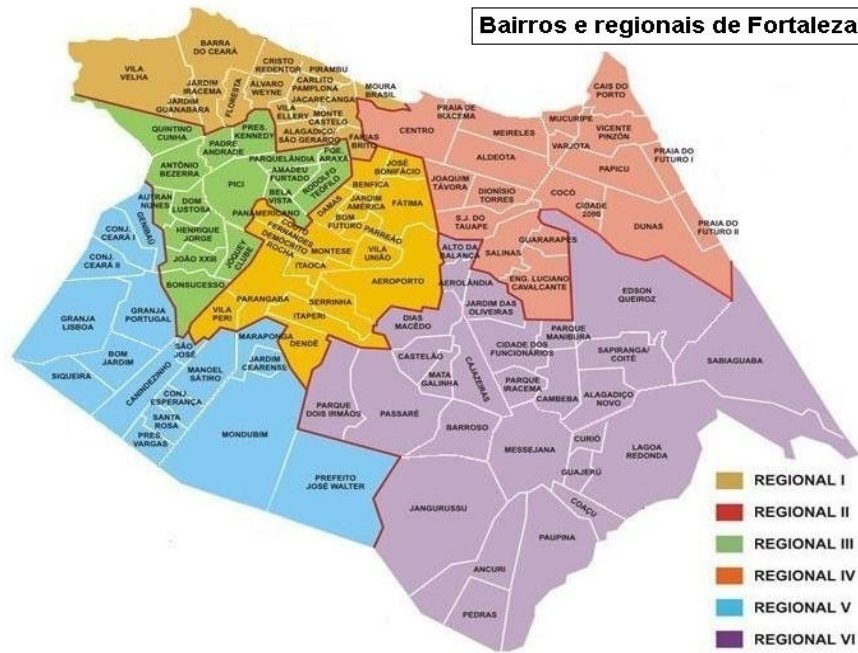 Bairros e regionais de Fortaleza
BARRA
DO CEARÁ
VILA
VELHA
CRISTO
REDENTOR
PIRAMBU
JARDIM
IRACEMA
FLORESTA
ÁLVARO
WEYNE
CARLITO
PAMPLONA
JACARECANGA
MOURA
BRASIL
JARDIM
GUANABARA
VILA
ELLERY
MONTE
CASTELO
ALAGADIÇO/
SÃO GERARDO
FARIAS
BRITO
QUINTINO
CUNHA
PADRE
ANDRADE
PRES.
KENNEDY
PARQUELÂNDIA
PQE.
ARAXÁ
ANTÔNIO
BEZERRA
PICI
AMADEU
FURTADO
RODOLFO
TEÓFILO
BELA
VISTA
AUTRAN
NUNES
DOM
LUSTOSA
PANAMERICANO
HENRIQUE
JORGE
JOÃO XXIII
JOQUEY
CLUBE
BONSUCESSO
GENIBAÚ
CENTRO
PRAIA DE
IRACEMA
MEIRELES
MUCURIPE
CAIS DO
PORTO
VICENTE
PINZÓN
VARJOTA
ALDEOTA
PAPICU
PRAIA DO
FUTURO I
JOAQUIM
TÁVORA
DIONÍSIO
TORRES
COCÓ
CIDADE
2000
S.J. DO
TAUAPE
DUNAS
PRAIA DO
FUTURO II
SALINAS
GUARARAPES
ENG. LUCIANO
CAVALCANTE
JOSÉ
BONIFÁCIO
BENFICA
JARDIM
AMÉRICA
FÁTIMA
DAMAS
BOM
FUTURO
PARREÃO
COUTO
FERNANDES
DEMÓCRITO
ROCHA
MONTESE
VILA
UNIÃO
ITAOCA
AEROPORTO
PARANGABA
SERRINHA
VILA
PERI
ITAPERI
DENDÊ
CONJ.
CEARÁ I
CONJ.
CEARÁ II
GRANJA
LISBOA
GRANJA
PORTUGAL
BOM
JARDIM
SIQUEIRA
CANINDEZINHO
SÃO
JOSÉ
MARAPONGA
MANOEL
SÁTIRO
JARDIM
CEARENSE
CONJ.
ESPERANÇA
SANTA
ROSA
PRES.
VARGAS
MONDUBIM
PREFEITO
JOSÉ WALTER
ALTO DA
BALANÇA
AEROLÂNDIA
JARDIM DAS
OLIVEIRAS
DIAS
MACÊDO
EDSON
QUEIROZ
PARQUE
MANIBURA
CIDADE DOS
FUNCIONÁRIOS
CASTELÃO
MATA
GALINHA
CAJAZEIRAS
PARQUE
IRACEMA
CAMBEBA
SAPIRANGA/
COITÉ
SABIAGUABA
ALAGADIÇO
NOVO
PARQUE
DOIS IRMÃOS
PASSARÉ
BARROSO
MESSEJANA
CURIÓ
LAGOA
REDONDA
GUAJERÚ
COAÇU
JANGURUSSU
PAUPINA
ANCURI
PEDRAS
REGIONAL I
REGIONAL II
REGIONAL III
REGIONAL IV
REGIONAL V
REGIONAL VI